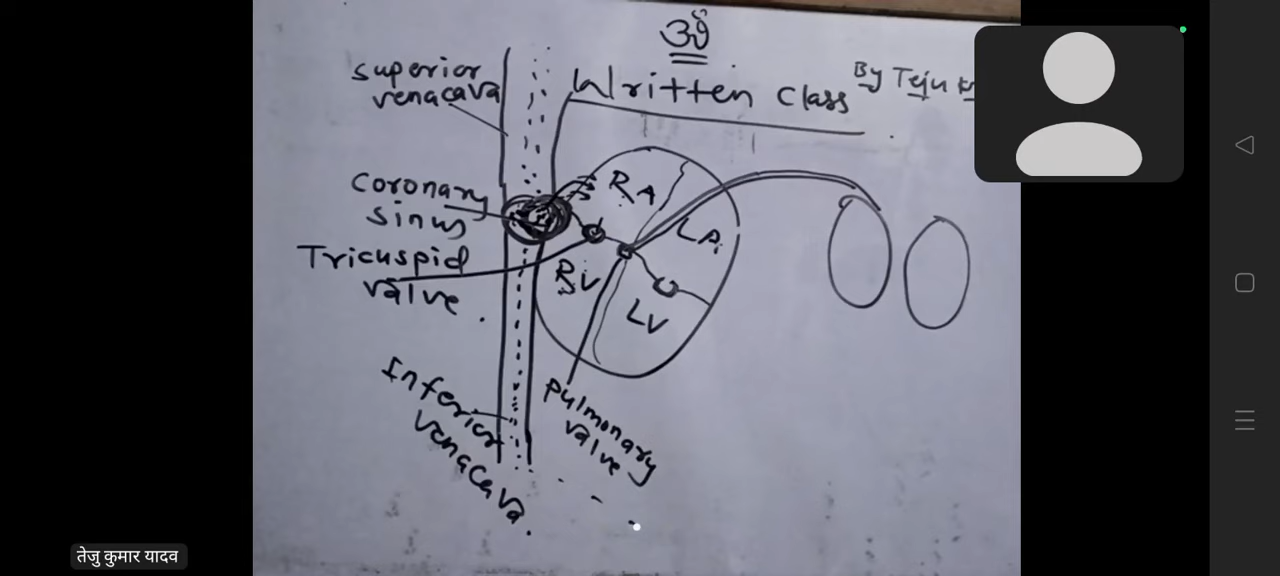 ॐ
Written Class
By Teju
superior
venacava
Coronary
sinus
Tricuspid
valve.
RA
LA
RV
LV
Inferior
venacava.
pulmonary
valve
तेजु कुमार यादव